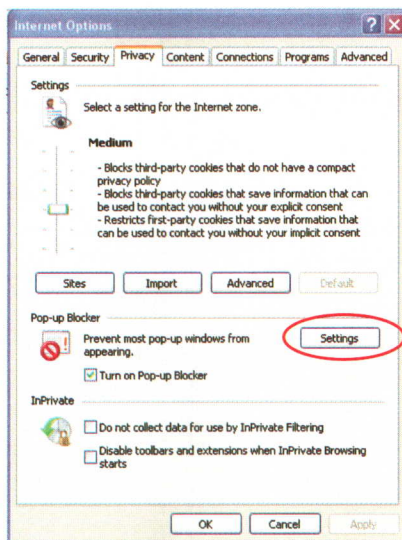 Internet Options
General Security Privacy Content Connections Programs Advanced
Settings
Select a setting for the Internet zone.
Medium
- Blocks third-party cookies that do not have a compact
privacy policy
- Blocks third-party cookies that save information that can
be used to contact you without your explicit consent
- Restricts first-party cookies that save information that
can be used to contact you without your implicit consent
Sites Import Advanced Default
Pop-up Blocker
Prevent most pop-up windows from
appearing.
Settings
Turn on Pop-up Blocker
InPrivate
Do not collect data for use by InPrivate Filtering
Disable toolbars and extensions when InPrivate Browsing
starts
OK Cancel Apply